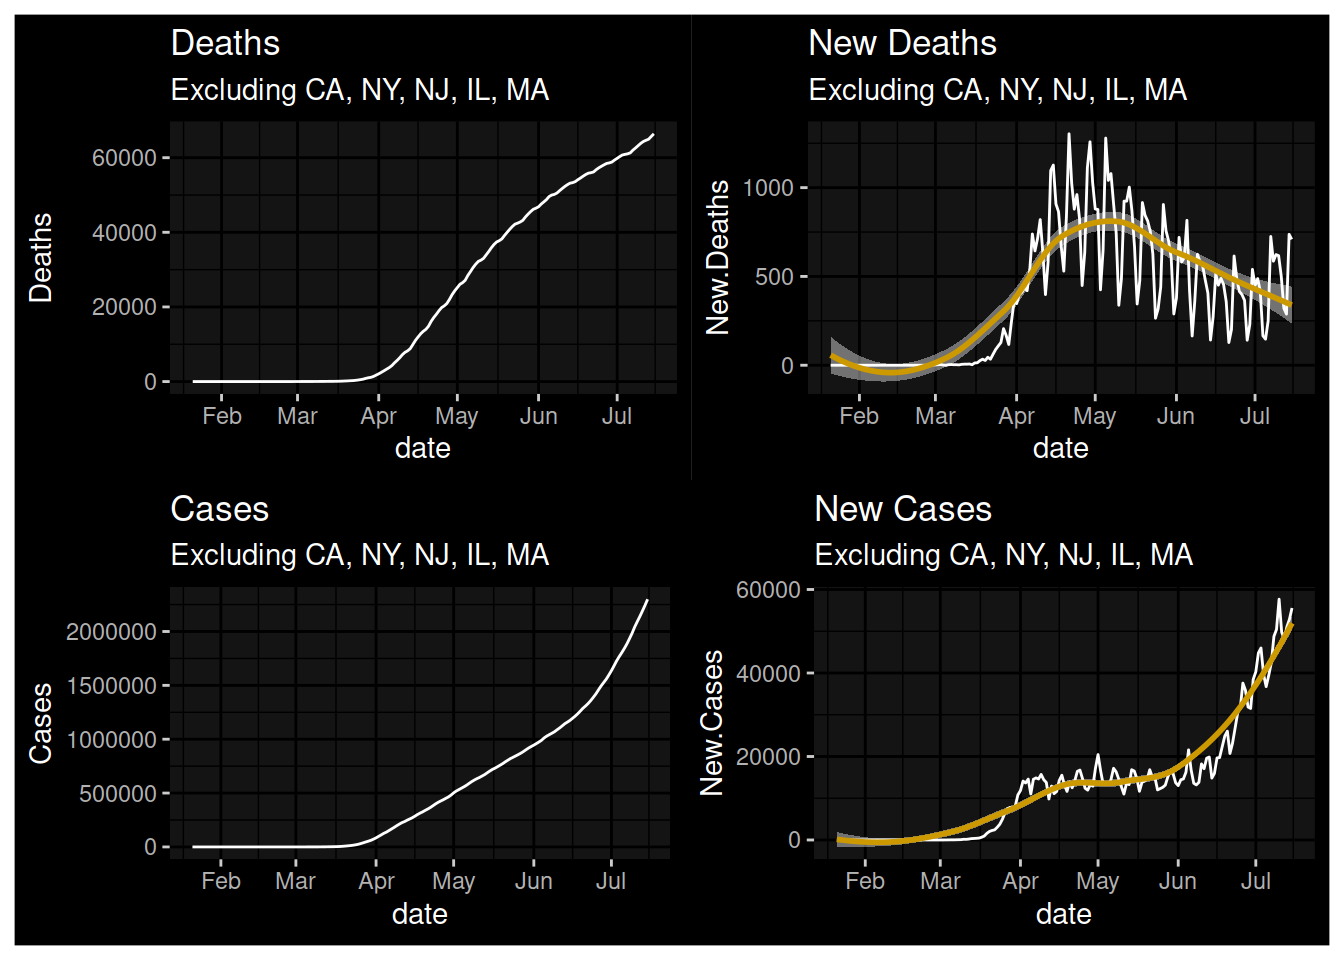 Deaths
Excluding CA, NY, NJ, IL, MA
60000
40000
20000
0
Deaths
Feb Mar Apr May Jun Jul
date
New Deaths
Excluding CA, NY, NJ, IL, MA
1000
500
0
New.Deaths
Feb Mar Apr May Jun Jul
date
Cases
Excluding CA, NY, NJ, IL, MA
2000000
1500000
1000000
500000
0
Cases
Feb Mar Apr May Jun Jul
date
New Cases
Excluding CA, NY, NJ, IL, MA
60000
40000
20000
0
New.Cases
Feb Mar Apr May Jun Jul
date